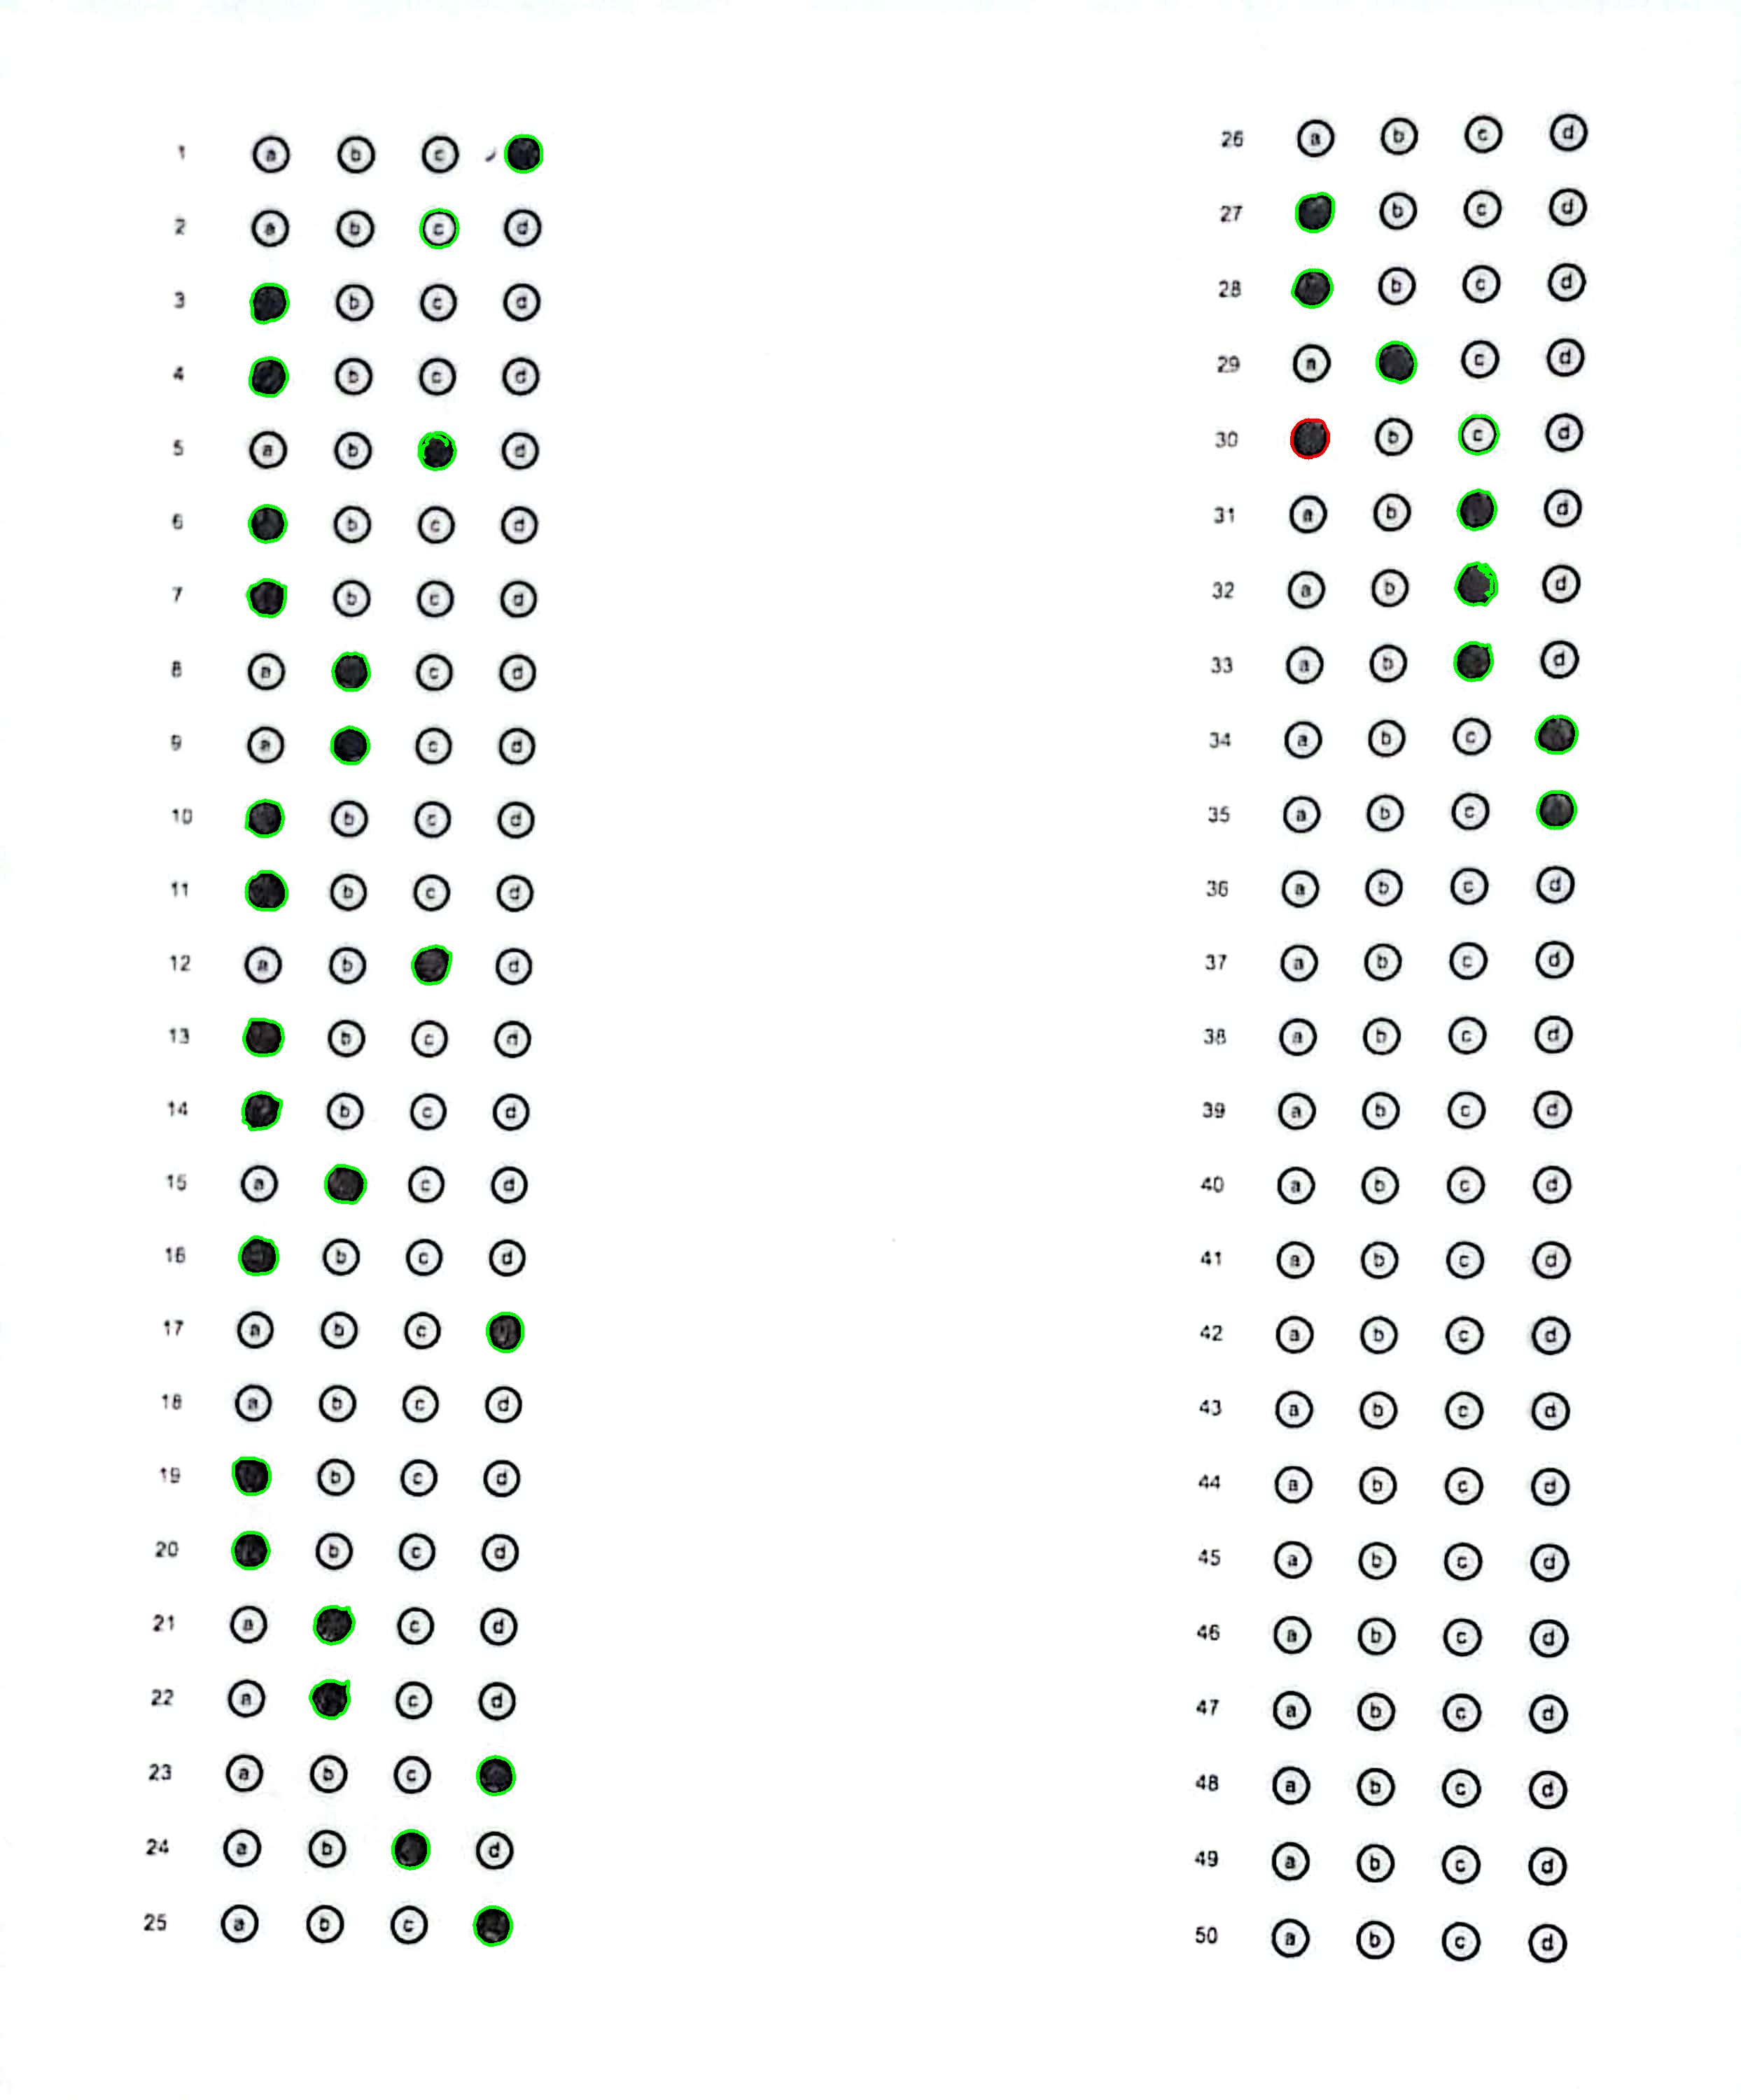 1 a b c
2 a b c d
3 b c d
4 b c d
5 a b d
6 b c d
7 b c d
8 a c d
9 a c d
10 b c d
11 b c d
12 a b d
13 b c d
14 b c d
15 a c d
16 b c d
17 a b c
18 a b c d
19 b c d
20 b c d
21 a c d
22 a c d
23 a b c
24 a b d
25 a b c
26 a b c d
27 b c d
28 b c d
29 a c d
30 b c d
31 a b d
32 a b d
33 a b d
34 a b c
35 a b c
36 a b c d
37 a b c d
38 a b c d
39 a b c d
40 a b c d
41 a b c d
42 a b c d
43 a b c d
44 a b c d
45 a b c d
46 a b c d
47 a b c d
48 a b c d
49 a b c d
50 a b c d